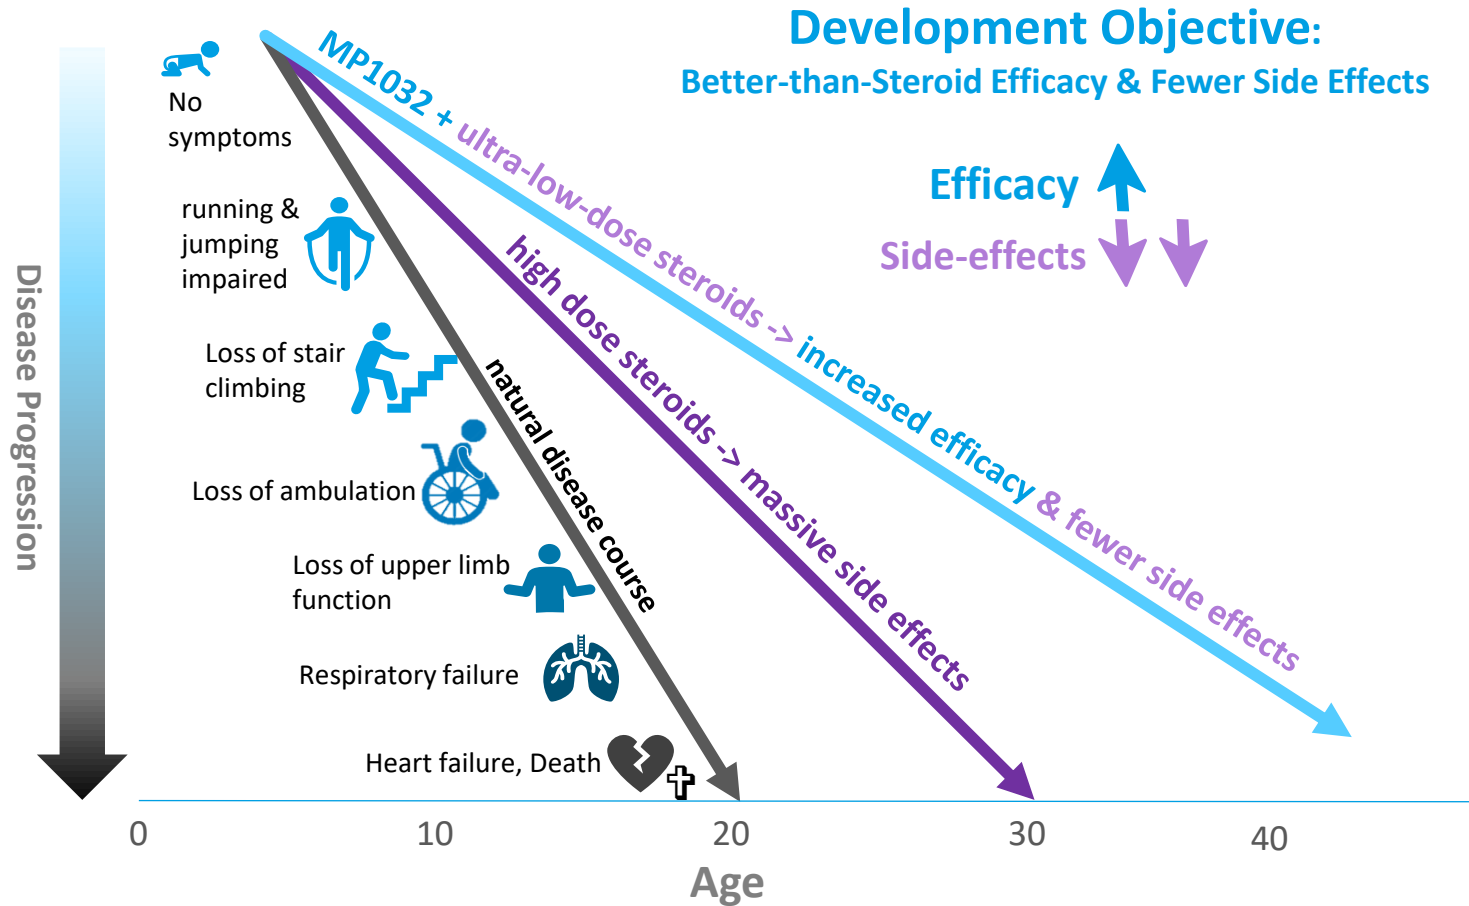 Development Objective:
Better-than-Steroid Efficacy & Fewer Side Effects
Efficacy
Side-effects
MP1032 + ultra-low-dose steroids -> increased efficacy & fewer side effects
high dose steroids -> massive side effects
natural disease course
Disease Progression
No
symptoms
running &
jumping
impaired
Loss of stair
climbing
Loss of ambulation
Loss of upper limb
function
Respiratory failure
Heart failure, Death
0 10 20 30 40
Age